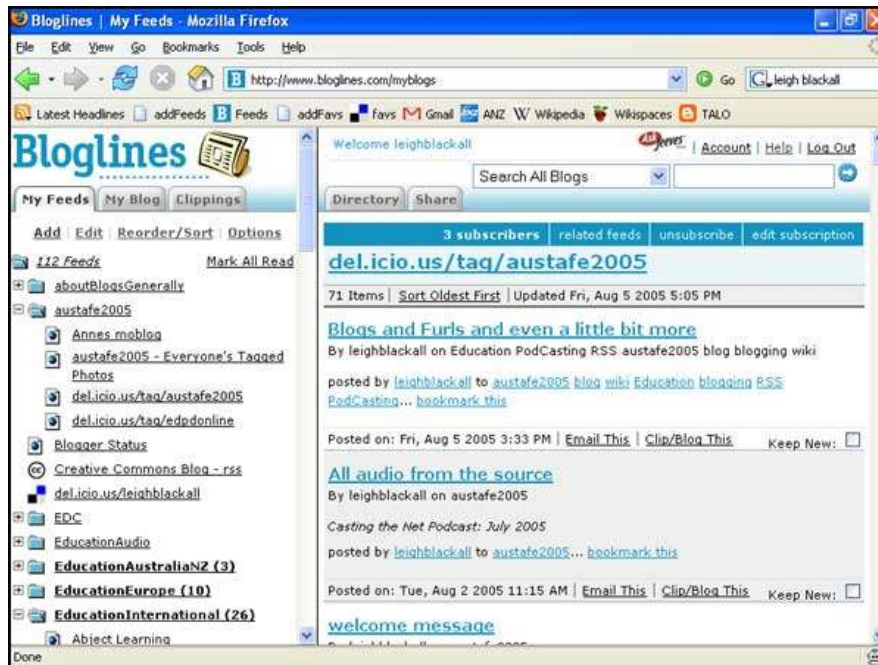 Bloglines | My Feeds - Mozilla Firefox
File Edit View Go Bookmarks Tools Help
http://www.bloglines.com/myblogs Go leigh blackall
Latest Headlines addFeeds Feeds addFavs favs Gmail ANZ Wikipedia Wikispaces TALO
Bloglines
My Feeds My Blog Clippings
Add | Edit | Reorder/Sort | Options
112 Feeds Mark All Read
aboutBlogsGenerally
austafe2005
Annes moblog
austafe2005 - Everyone's Tagged
Photos
del.icio.us/tag/austafe2005
del.icio.us/tag/edpdonline
Blogger Status
Creative Commons Blog - rss
del.icio.us/leighblackall
EDC
EducationAudio
EducationAustraliaNZ (3)
EducationEurope (10)
EducationInternational (26)
Abject Learning
Welcome leighblackall Ask Jeeves | Account | Help | Log Out
Search All Blogs
Directory Share
3 subscribers | related feeds | unsubscribe | edit subscription
del.icio.us/tag/austafe2005
71 Items | Sort Oldest First | Updated Fri, Aug 5 2005 5:05 PM
Blogs and Furls and even a little bit more
By leighblackall on Education PodCasting RSS austafe2005 blog blogging wiki
posted by leighblackall to austafe2005 blog wiki Education blogging RSS
PodCasting... bookmark this
Posted on: Fri, Aug 5 2005 3:33 PM | Email This | Clip/Blog This Keep New:
All audio from the source
By leighblackall on austafe2005
Casting the Net Podcast: July 2005
posted by leighblackall to austafe2005... bookmark this
Posted on: Tue, Aug 2 2005 11:15 AM | Email This | Clip/Blog This Keep New:
welcome message
Done